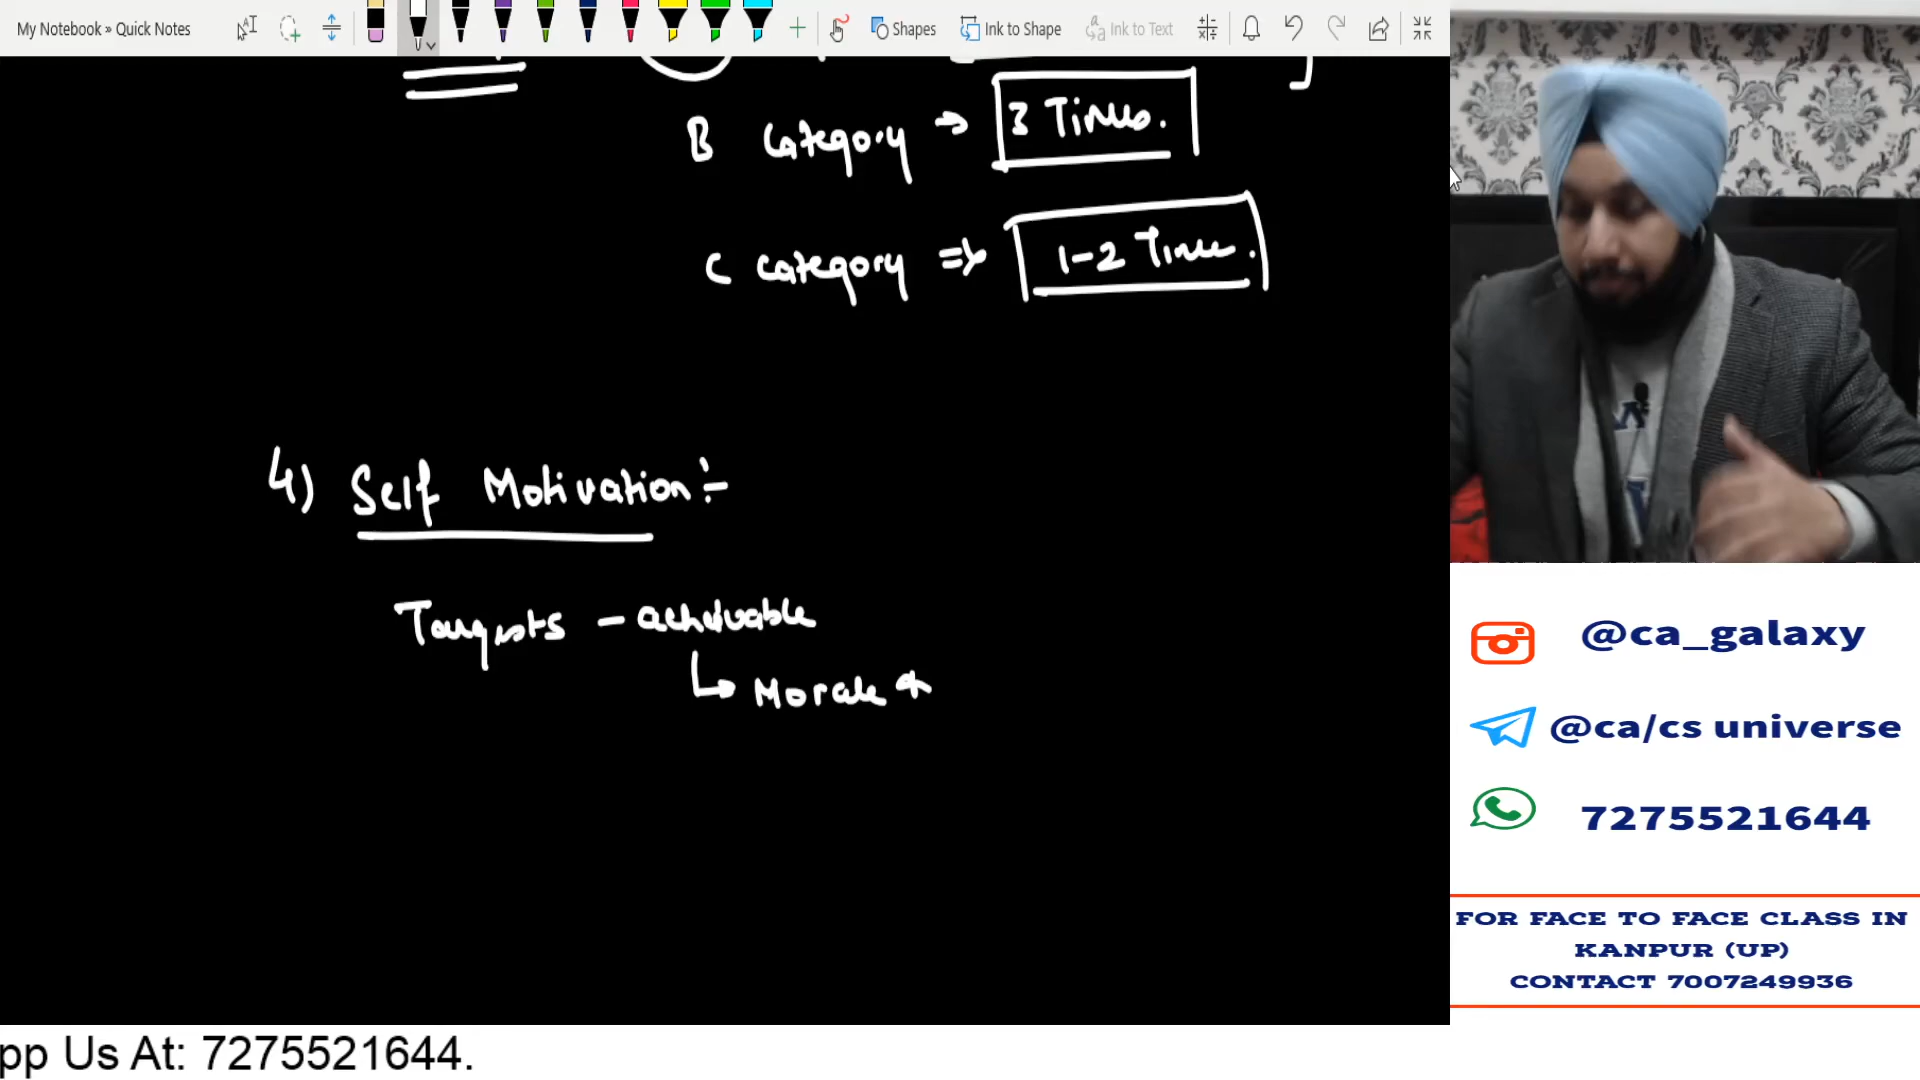 My Notebook » Quick Notes Shapes Ink to Shape Ink to Text
B Category → 3 Times.
C Category ⇒ 1-2 Times.
4) Self Motivation :-
Targets - achievable
↳ Morale ↑
@ca_galaxy
@ca/cs universe
7275521644
FOR FACE TO FACE CLASS IN
KANPUR (UP)
CONTACT 7007249936
pp Us At: 7275521644.